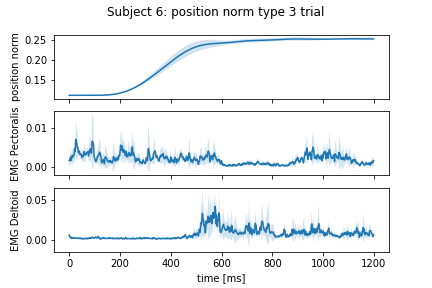 Subject 6: position norm type 3 trial
position norm
0.25
0.20
0.15
EMG Pectoralis
0.01
0.00
EMG Deltoid
0.05
0.00
0 200 400 600 800 1000 1200
time [ms]